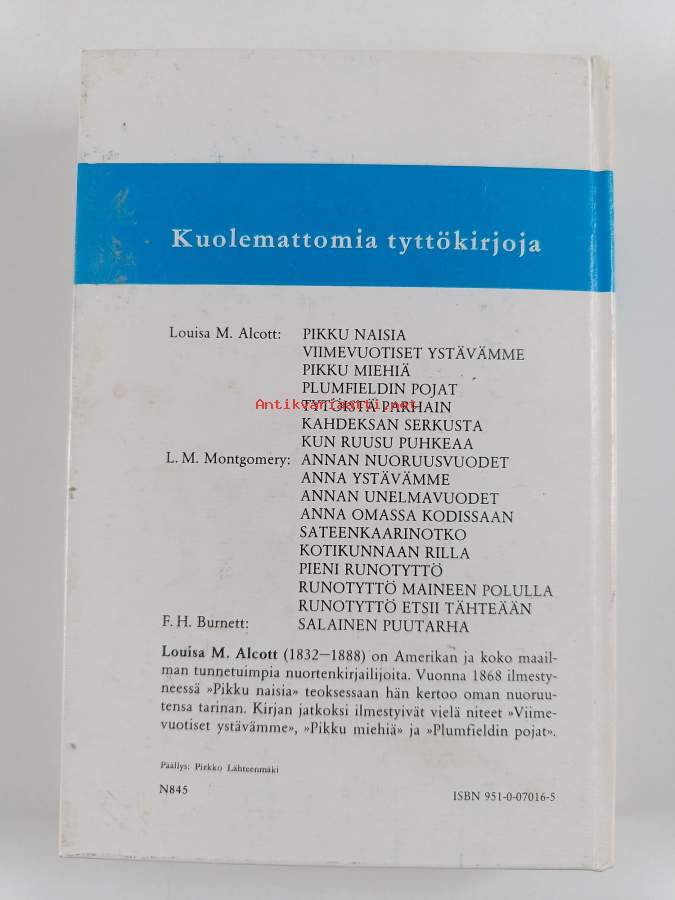 Kuolemattomia tyttökirjoja
Louisa M. Alcott: PIKKU NAISIA
VIIMEVUOTISET YSTÄVÄMME
PIKKU MIEHIÄ
PLUMFIELDIN POJAT
TYTÖISTÄ PARHAIN
Antikvariaatti.net
KAHDEKSAN SERKUSTA
KUN RUUSU PUHKEAA
L. M. Montgomery: ANNAN NUORUUSVUODET
ANNA YSTÄVÄMME
ANNAN UNELMAVUODET
ANNA OMASSA KODISSAAN
SATEENKAARINOTKO
KOTIKUNNAAN RILLA
PIENI RUNOTYTTÖ
RUNOTYTTÖ MAINEEN POLULLA
RUNOTYTTÖ ETSII TÄHTEÄÄN
F. H. Burnett: SALAINEN PUUTARHA
Louisa M. Alcott (1832—1888) on Amerikan ja koko maail-
man tunnetuimpia nuortenkirjailijoita. Vuonna 1868 ilmesty-
neessä »Pikku naisia» teoksessaan hän kertoo oman nuoruu-
tensa tarinan. Kirjan jatkoksi ilmestyivät vielä niteet »Viime-
vuotiset ystävämme», »Pikku miehiä» ja »Plumfieldin pojat».
Päällys: Pirkko Lähteenmäki
N845
ISBN 951-0-07016-5